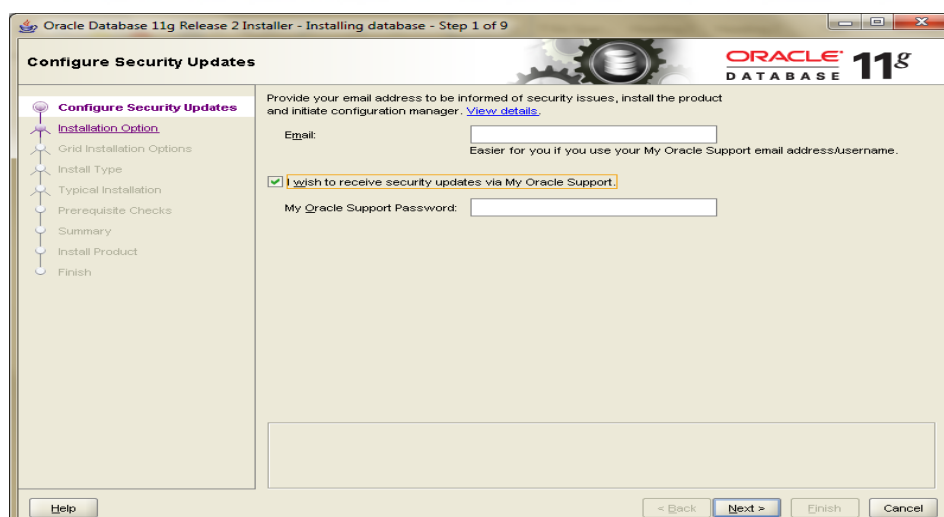 Oracle Database 11g Release 2 Installer - Installing database - Step 1 of 9
Configure Security Updates
ORACLE DATABASE 11g
Configure Security Updates
Installation Option
Grid Installation Options
Install Type
Typical Installation
Prerequisite Checks
Summary
Install Product
Finish
Provide your email address to be informed of security issues, install the product
and initiate configuration manager. View details.
Email:
Easier for you if you use your My Oracle Support email address/username.
I wish to receive security updates via My Oracle Support.
My Oracle Support Password:
Help
< Back
Next >
Finish
Cancel